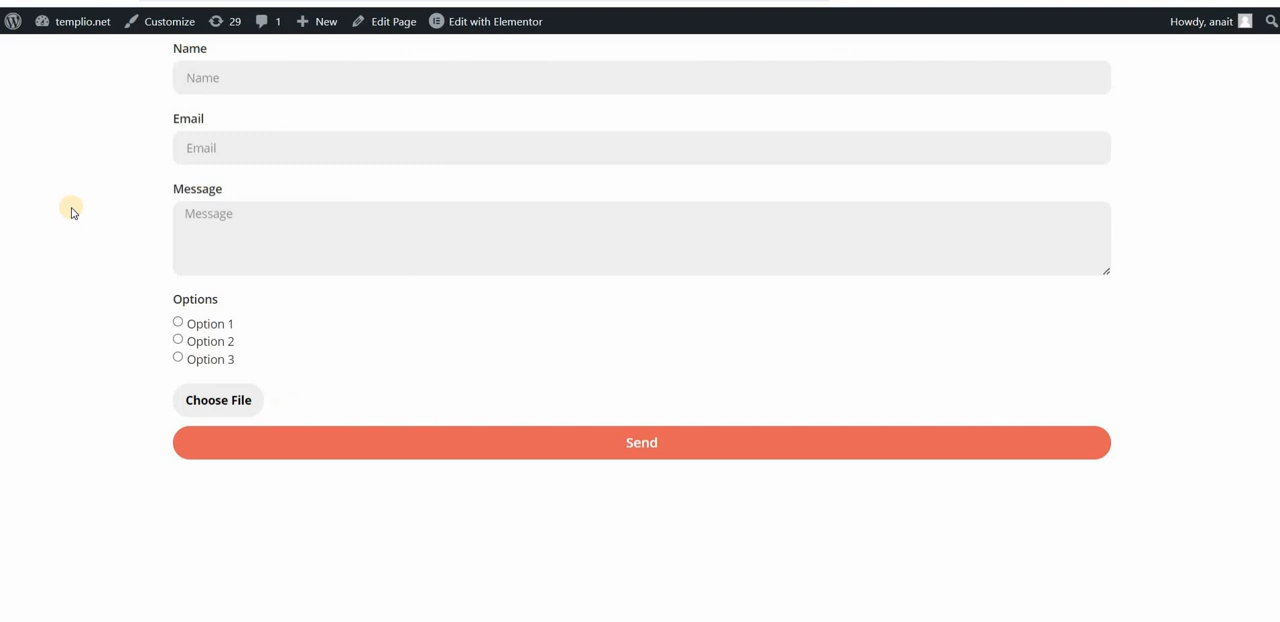 templio.net Customize 29 1 New Edit Page Edit with Elementor Howdy, anait
Name
Name
Email
Email
Message
Message
Options
Option 1
Option 2
Option 3
Choose File
Send